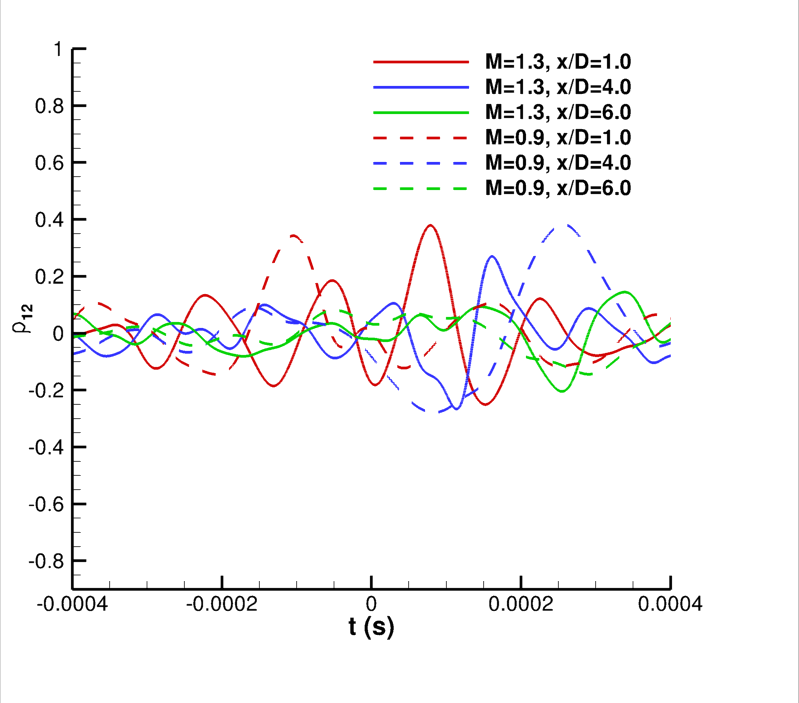 1
0.8
0.6
0.4
0.2
0
-0.2
-0.4
-0.6
-0.8
ρ12
-0.0004
-0.0002
0
0.0002
0.0004
t (s)
M=1.3, x/D=1.0
M=1.3, x/D=4.0
M=1.3, x/D=6.0
M=0.9, x/D=1.0
M=0.9, x/D=4.0
M=0.9, x/D=6.0